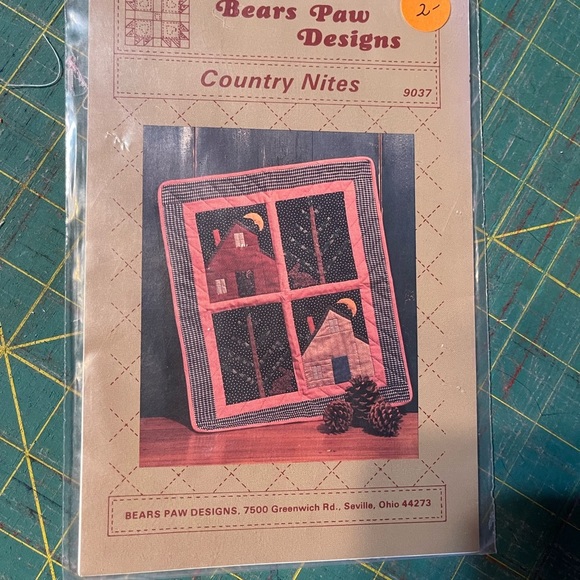 2-
Bears Paw
Designs
Country Nites
9037
BEARS PAW DESIGNS, 7500 Greenwich Rd., Seville, Ohio 44273